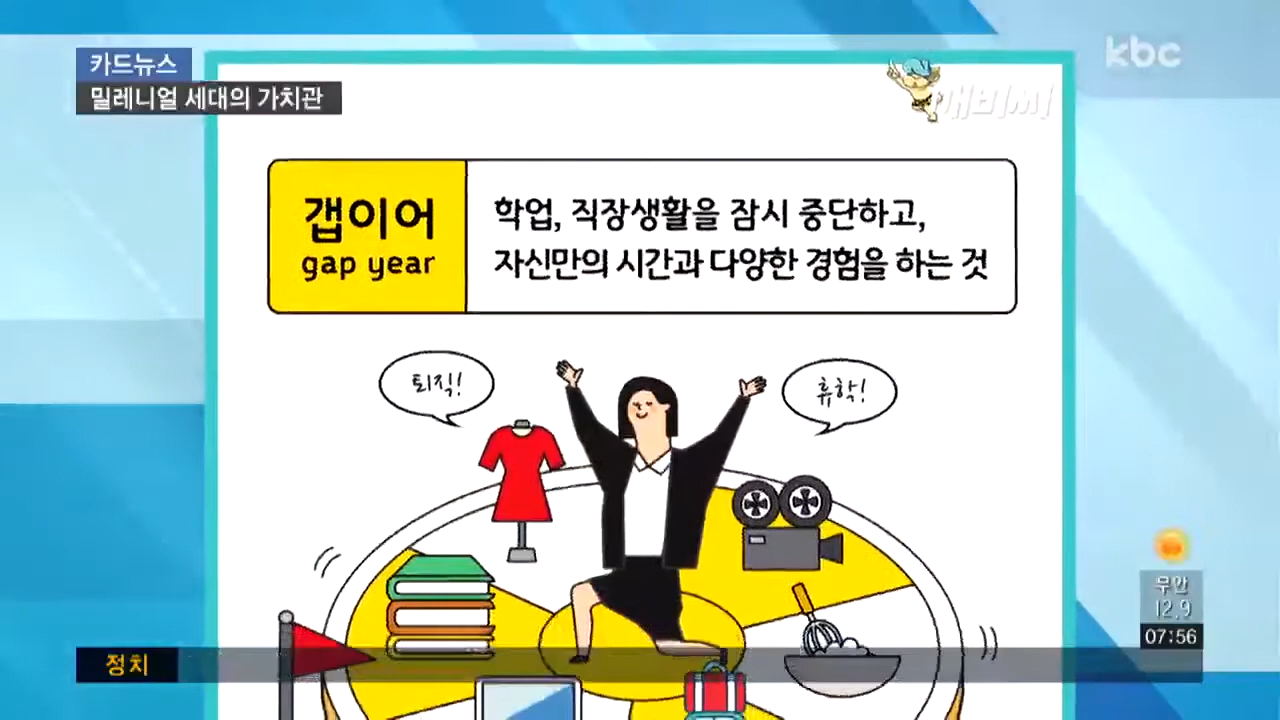 카드뉴스
밀레니얼 세대의 가치관
kbc
깨비씨
갭이어
gap year
학업, 직장생활을 잠시 중단하고,
자신만의 시간과 다양한 경험을 하는 것
퇴직!
휴학!
무안
12.9
07:56
정치